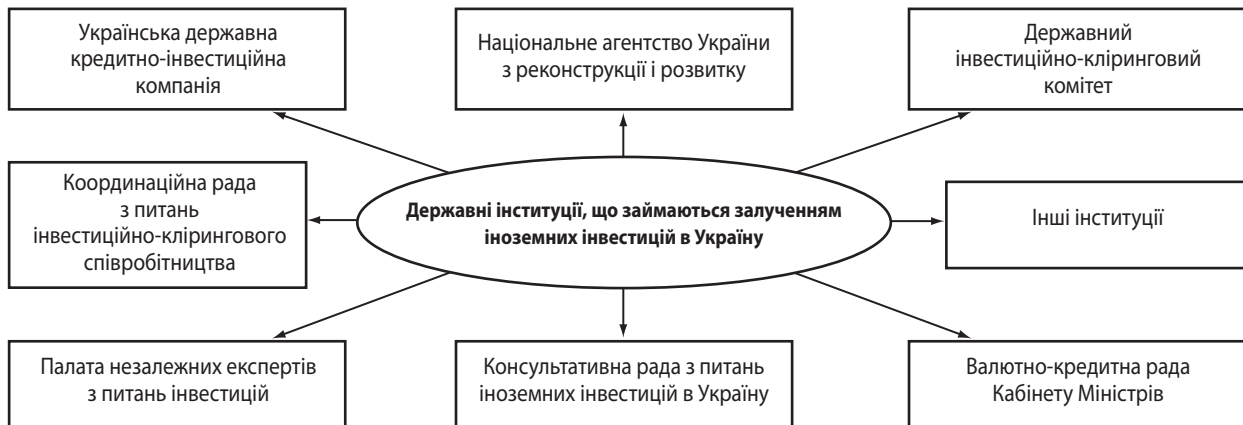 Українська державна
кредитно-інвестиційна
компанія
Національне агентство України
з реконструкції і розвитку
Державний
інвестиційно-кліринговий
комітет
Координаційна рада
з питань
інвестиційно-клірингового
співробітництва
Державні інституції, що займаються залученням
іноземних інвестицій в Україну
Інші інституції
Палата незалежних експертів
з питань інвестицій
Консультативна рада з питань
іноземних інвестицій в Україну
Валютно-кредитна рада
Кабінету Міністрів